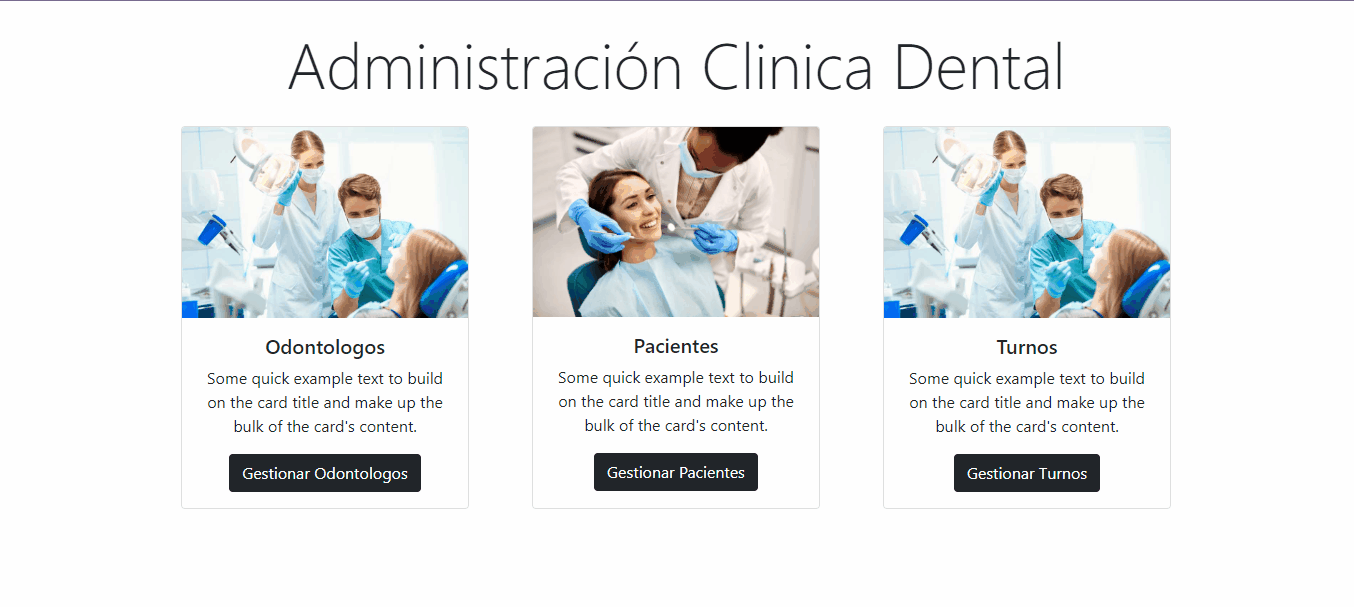 Administración Clinica Dental
Odontologos
Some quick example text to build
on the card title and make up the
bulk of the card's content.
Gestionar Odontologos
Pacientes
Some quick example text to build
on the card title and make up the
bulk of the card's content.
Gestionar Pacientes
Turnos
Some quick example text to build
on the card title and make up the
bulk of the card's content.
Gestionar Turnos